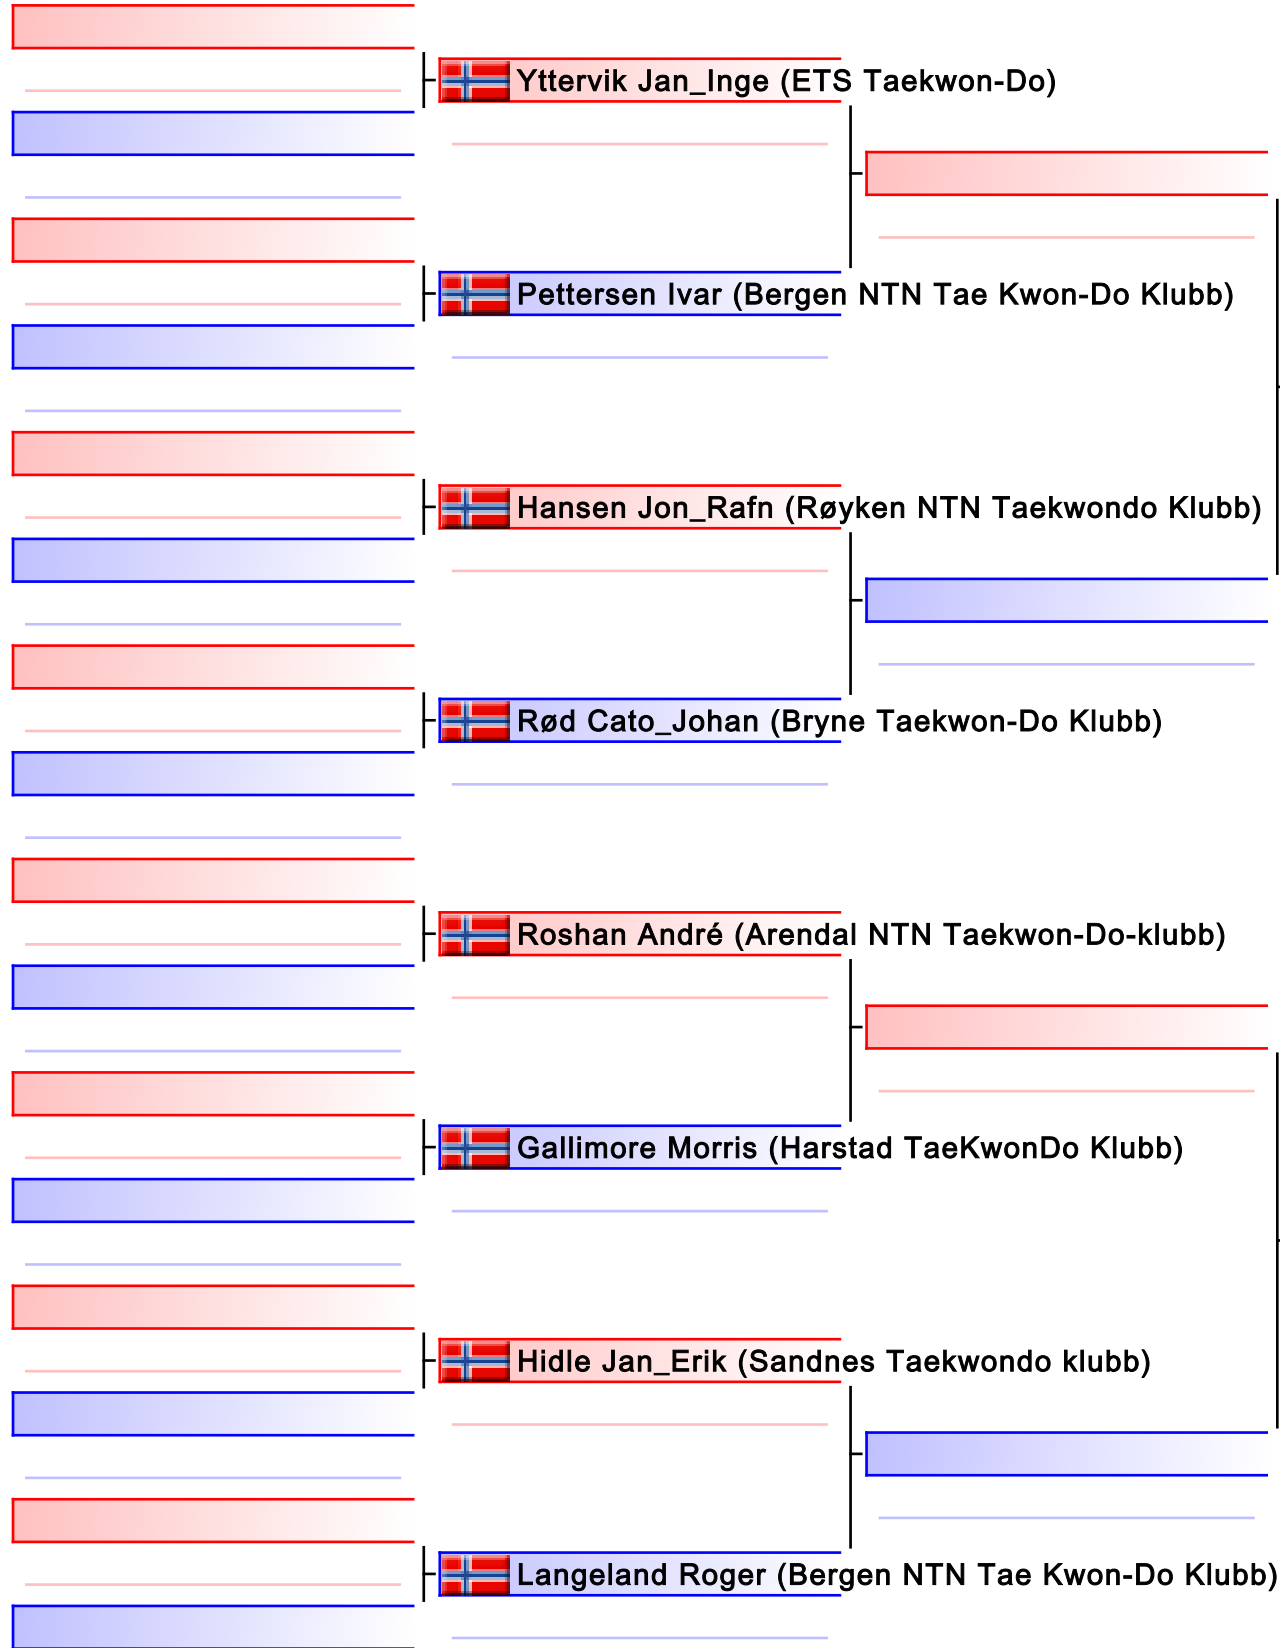 Yttervik Jan_Inge (ETS Taekwon-Do)
Pettersen Ivar (Bergen NTN Tae Kwon-Do Klubb)
Hansen Jon_Rafn (Røyken NTN Taekwondo Klubb)
Rød Cato_Johan (Bryne Taekwon-Do Klubb)
Roshan André (Arendal NTN Taekwon-Do-klubb)
Gallimore Morris (Harstad TaeKwonDo Klubb)
Hidle Jan_Erik (Sandnes Taekwondo klubb)
Langeland Roger (Bergen NTN Tae Kwon-Do Klubb)